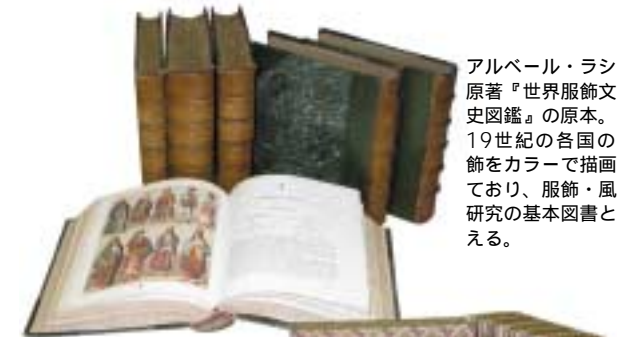 アルベール・ラシ
原著『世界服飾文
史図鑑』の原本。
19世紀の各国の
飾をカラーで描画
ており、服飾・風
研究の基本図書と
える。